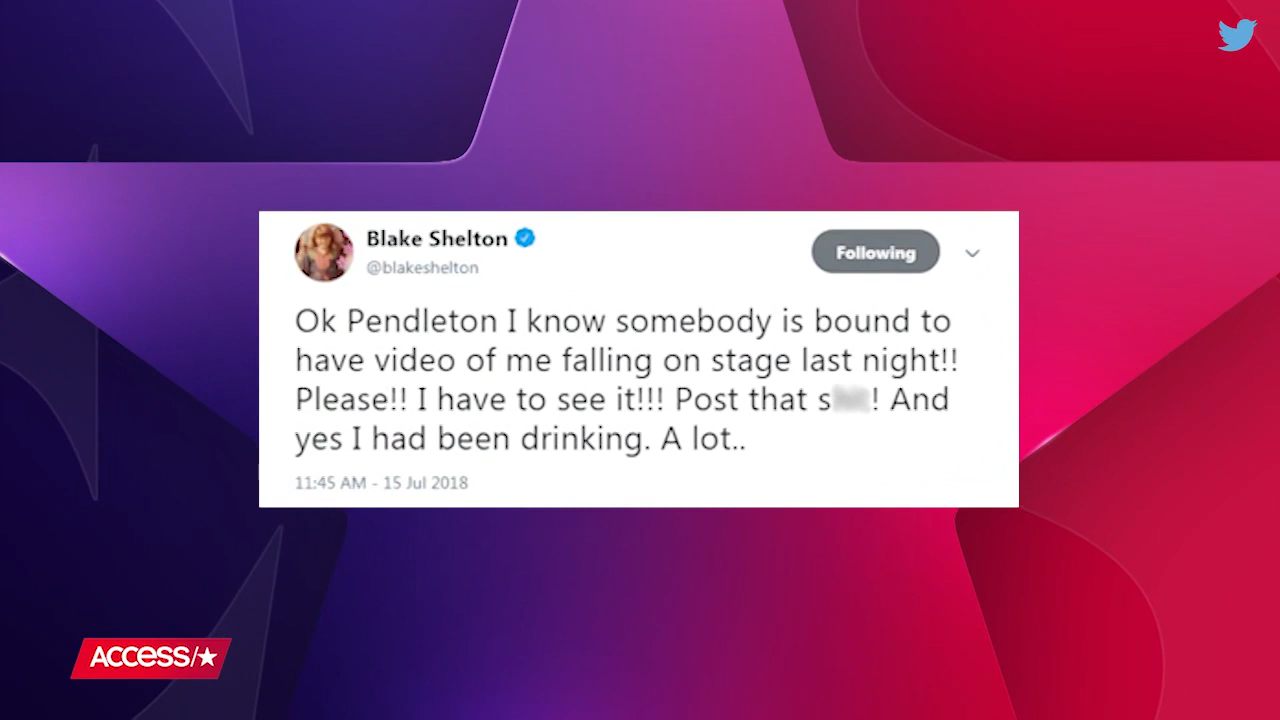 Blake Shelton
@blakeshelton
Following
Ok Pendleton I know somebody is bound to
have video of me falling on stage last night!!
Please!! I have to see it!!! Post that s ! And
yes I had been drinking. A lot..
11:45 AM - 15 Jul 2018
ACCESS/★